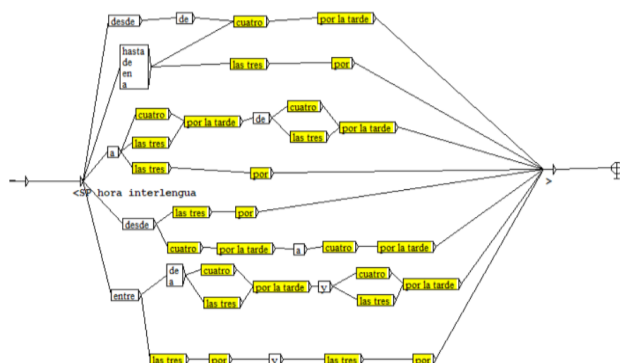 desde de cuatro por la tarde
hasta
de
en
a
las tres por
cuatro cuatro
por la tarde de por la tarde
las tres las tres
a
las tres por
<SP hora interlengua >
las tres por
desde
cuatro por la tarde a cuatro por la tarde
de
a
cuatro cuatro
por la tarde y por la tarde
las tres las tres
entre
las tres por y las tres por